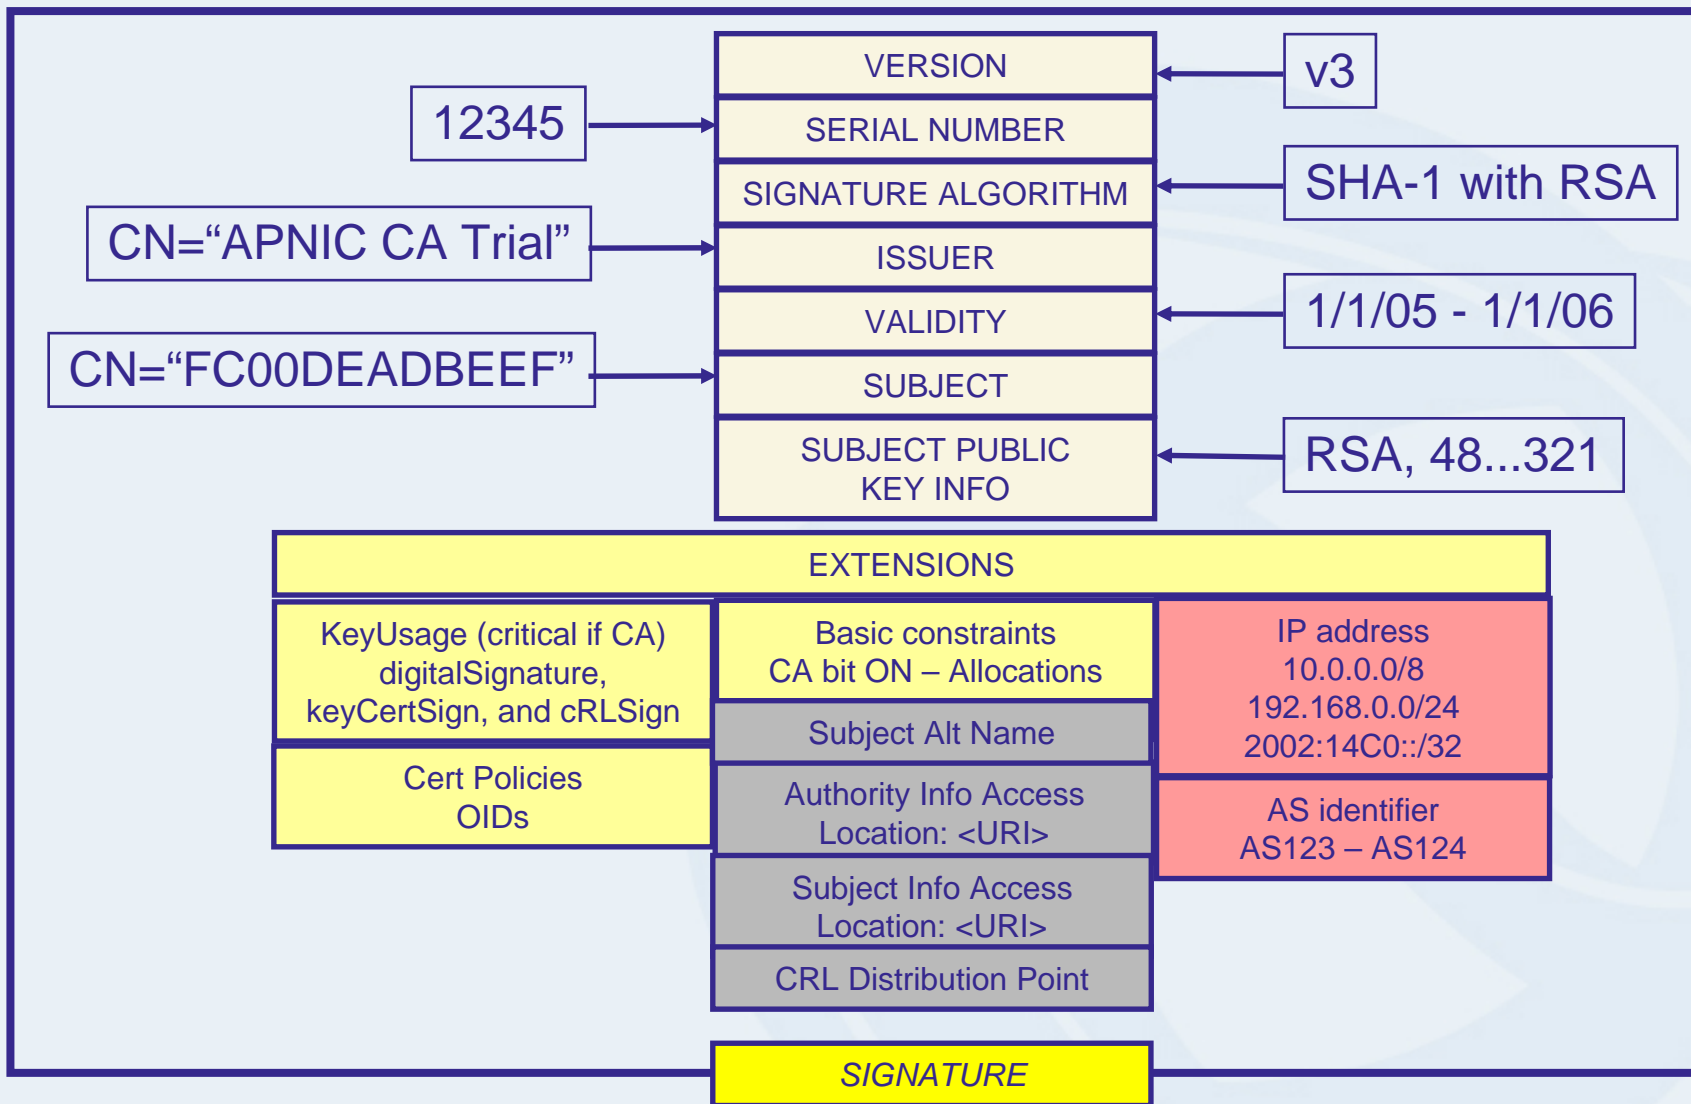 VERSION
v3
12345
SERIAL NUMBER
SIGNATURE ALGORITHM
SHA-1 with RSA
CN=“APNIC CA Trial”
ISSUER
VALIDITY
1/1/05 - 1/1/06
CN=“FC00DEADBEEF”
SUBJECT
SUBJECT PUBLIC
KEY INFO
RSA, 48...321
EXTENSIONS
KeyUsage (critical if CA)
digitalSignature,
keyCertSign, and cRLSign
Cert Policies
OIDs
Basic constraints
CA bit ON – Allocations
Subject Alt Name
Authority Info Access
Location: <URI>
Subject Info Access
Location: <URI>
CRL Distribution Point
IP address
10.0.0.0/8
192.168.0.0/24
2002:14C0::/32
AS identifier
AS123 – AS124
SIGNATURE